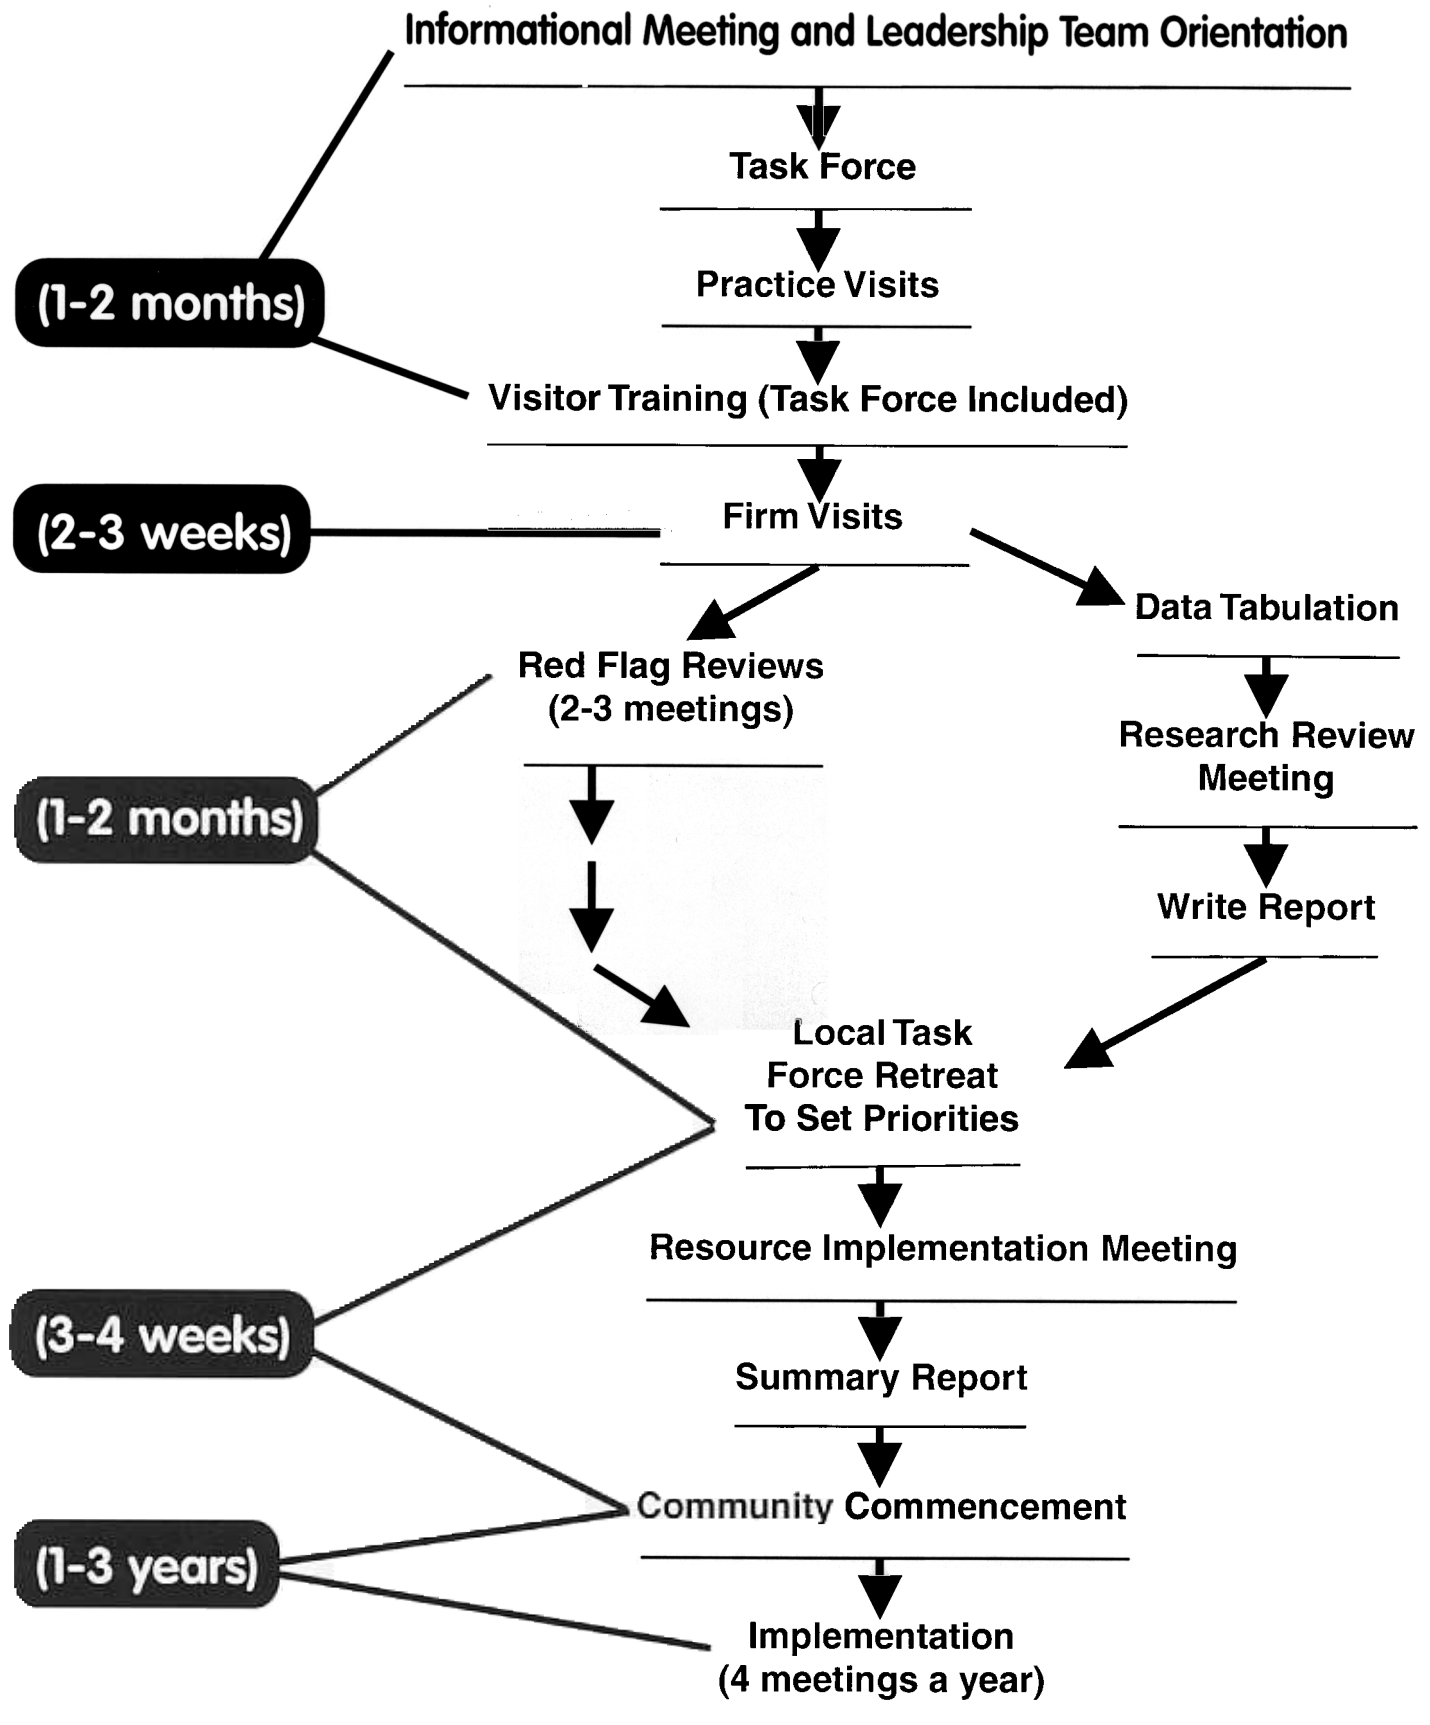 Informational Meeting and Leadership Team Orientation
Task Force
(1-2 months)
Practice Visits
Visitor Training (Task Force Included)
(2-3 weeks)
Firm Visits
Data Tabulation
Red Flag Reviews
(2-3 meetings)
Research Review
Meeting
(1-2 months)
Write Report
Local Task
Force Retreat
To Set Priorities
Resource Implementation Meeting
(3-4 weeks)
Summary Report
Community Commencement
(1-3 years)
Implementation
(4 meetings a year)